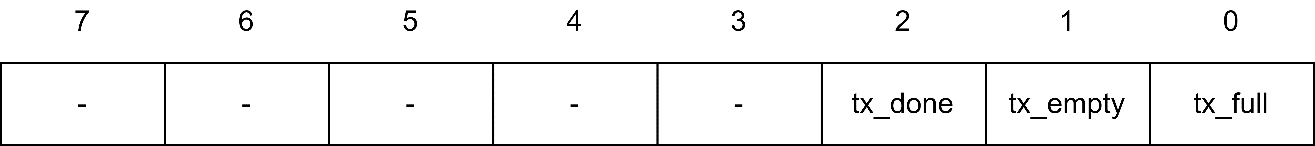 7 6 5 4 3 2 1 0
- - - - - tx_done tx_empty tx_full